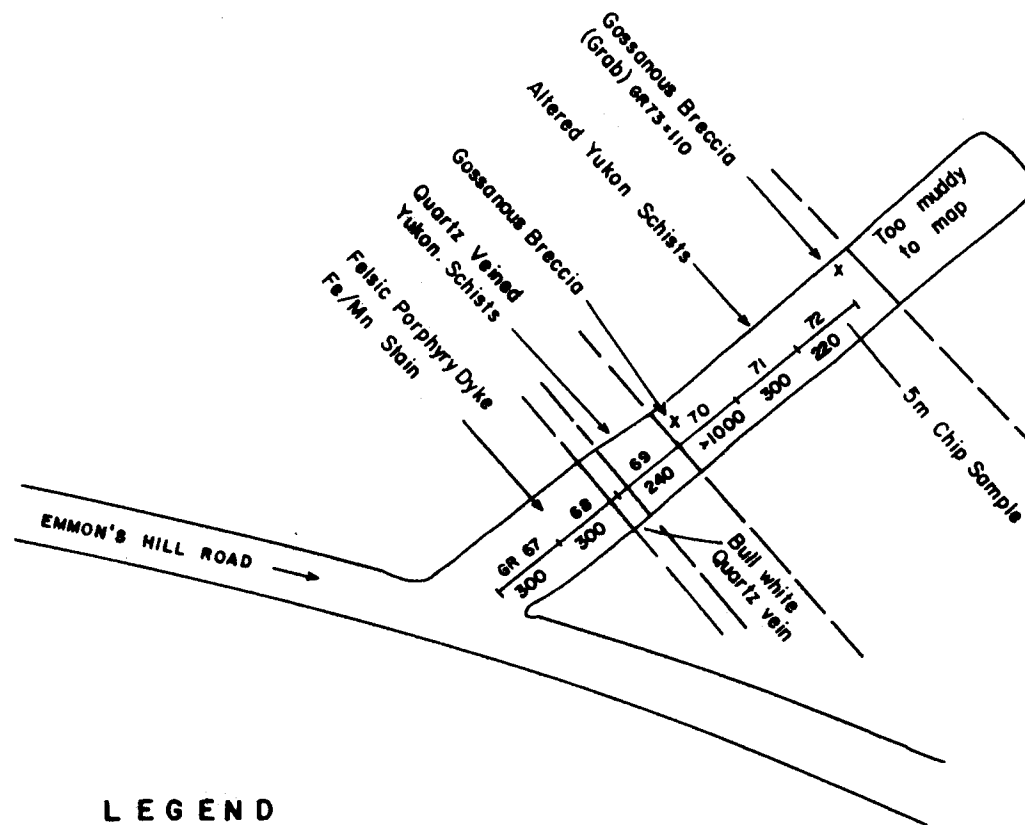 Gossanous Breccia
(Grab) GR73=110
Altered Yukon Schists
Gossanous Breccia
Quartz Veined
Yukon. Schists
Felsic Porphyry Dyke
Fe/Mn Stain
Too muddy
to map
72
220
71
300
70
>1000
69
240
68
300
GR 67
300
5m Chip Sample
Bull white
Quartz vein
EMMON'S HILL ROAD
LEGEND